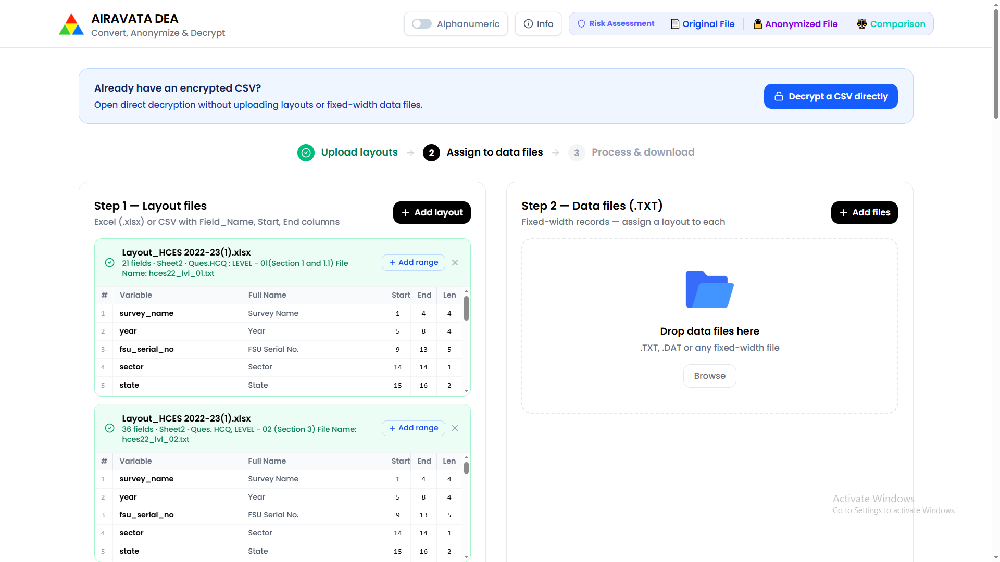 AIRAVATA DEA
Convert, Anonymize & Decrypt
Alphanumeric
Info
Risk Assessment
Original File
Anonymized File
Comparison
Already have an encrypted CSV?
Open direct decryption without uploading layouts or fixed-width data files.
Decrypt a CSV directly
Upload layouts
2 Assign to data files
3 Process & download
Step 1 — Layout files
Excel (.xlsx) or CSV with Field_Name, Start, End columns
+ Add layout
Layout_HCES 2022-23(1).xlsx
21 fields · Sheet2 · Ques.HCQ : LEVEL - 01(Section 1 and 1.1) File
Name: hces22_lvl_01.txt
+ Add range
# Variable Full Name Start End Len
1 survey_name Survey Name 1 4 4
2 year Year 5 8 4
3 fsu_serial_no FSU Serial No. 9 13 5
4 sector Sector 14 14 1
5 state State 15 16 2
Layout_HCES 2022-23(1).xlsx
36 fields · Sheet2 · Ques. HCQ, LEVEL - 02 (Section 3) File Name:
hces22_lvl_02.txt
+ Add range
# Variable Full Name Start End Len
1 survey_name Survey Name 1 4 4
2 year Year 5 8 4
3 fsu_serial_no FSU Serial No. 9 13 5
4 sector Sector 14 14 1
5 state State 15 16 2
Step 2 — Data files (.TXT)
Fixed-width records — assign a layout to each
+ Add files
Drop data files here
.TXT, .DAT or any fixed-width file
Browse
Activate Windows
Go to Settings to activate Windows.